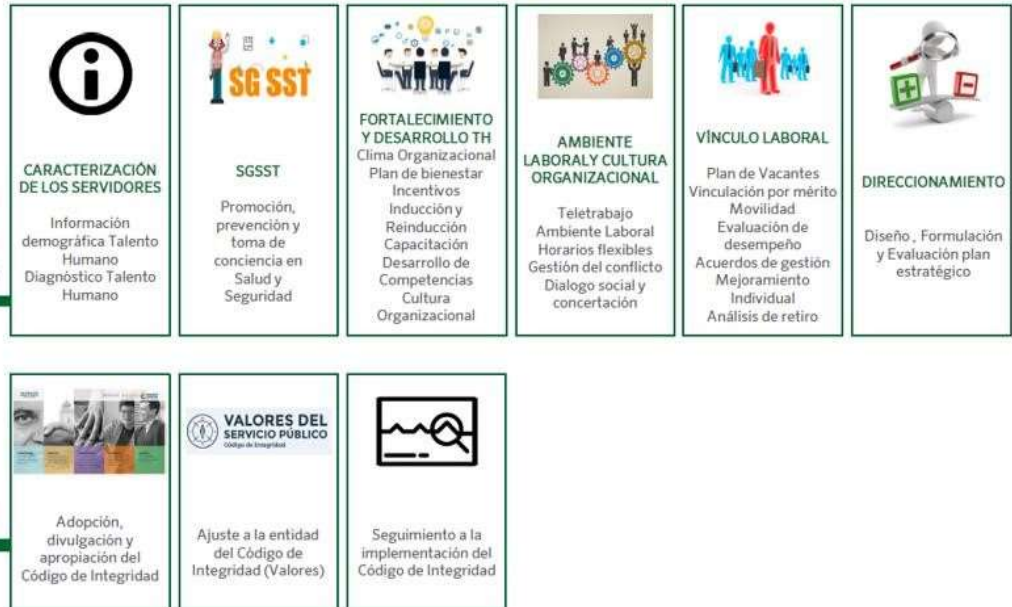 CARACTERIZACIÓN
DE LOS SERVIDORES
Información
demográfica Talento
Humano
Diagnòstico Talento
Humano
SG SST
SGSST
Promoción,
prevención y
toma de
conciencia en
Salud y
Seguridad
FORTALECIMIENTO
Y DESARROLLO TH
Clima Organizacional
Plan de bienestar
Incentivos
Inducción y
Reinducción
Capacitación
Desarrollo de
Competencias
Cultura
Organizacional
AMBIENTE
LABORALY CULTURA
ORGANIZACIONAL
Teletrabajo
Ambiente Laboral
Horarios flexibles
Gestión del conflicto
Dialogo social y
concertación
VÍNCULO LABORAL
Plan de Vacantes
Vinculación por mérito
Movilidad
Evaluación de
desempeño
Acuerdos de gestión
Mejoramiento
Individual
Análisis de retiro
DIRECCIONAMIENTO
Diseño , Formulación
y Evaluación plan
estratégico
Adopción,
divulgación y
apropiación del
Código de Integridad
VALORES DEL
SERVICIO PÚBLICO
Código de Integridad
Ajuste a la entidad
del Código de
Integridad (Valores)
Seguimiento a la
implementación del
Código de Integridad